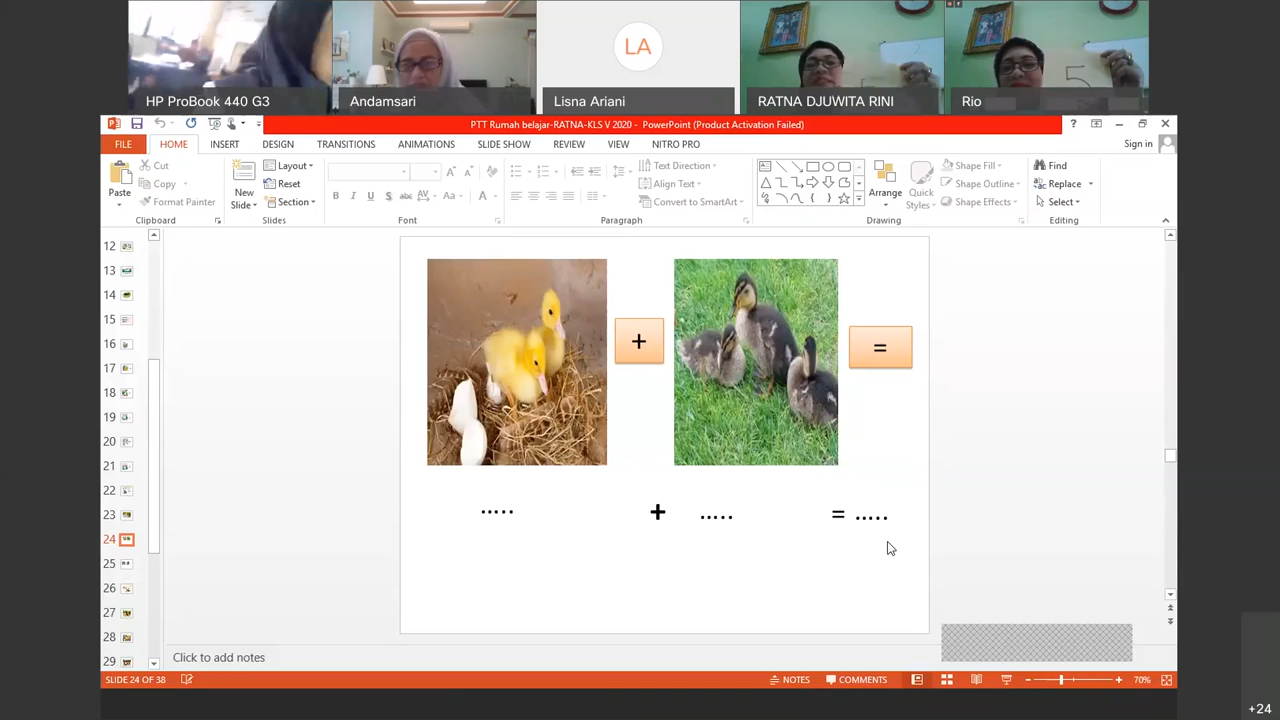 LA
HP ProBook 440 G3
Andamsari
Lisna Ariani
RATNA DJUWITA RINI
Rio
5
PTT Rumah belajar-RATNA-KLS V 2020 - PowerPoint (Product Activation Failed)
FILE HOME INSERT DESIGN TRANSITIONS ANIMATIONS SLIDE SHOW REVIEW VIEW NITRO PRO
Sign in
Paste
Cut
Copy
Format Painter
Clipboard
New Slide
Layout
Reset
Section
Slides
B I U S abc AV Aa A
Font
Text Direction
Align Text
Convert to SmartArt
Paragraph
Arrange
Quick Styles
Shape Fill
Shape Outline
Shape Effects
Drawing
Find
Replace
Select
Editing
12
13
14
15
16
17
18
19
20
21
22
23
24
25
26
27
28
29
+ =
..... + ..... = .....
Click to add notes
SLIDE 24 OF 38
NOTES
COMMENTS
70%
+24